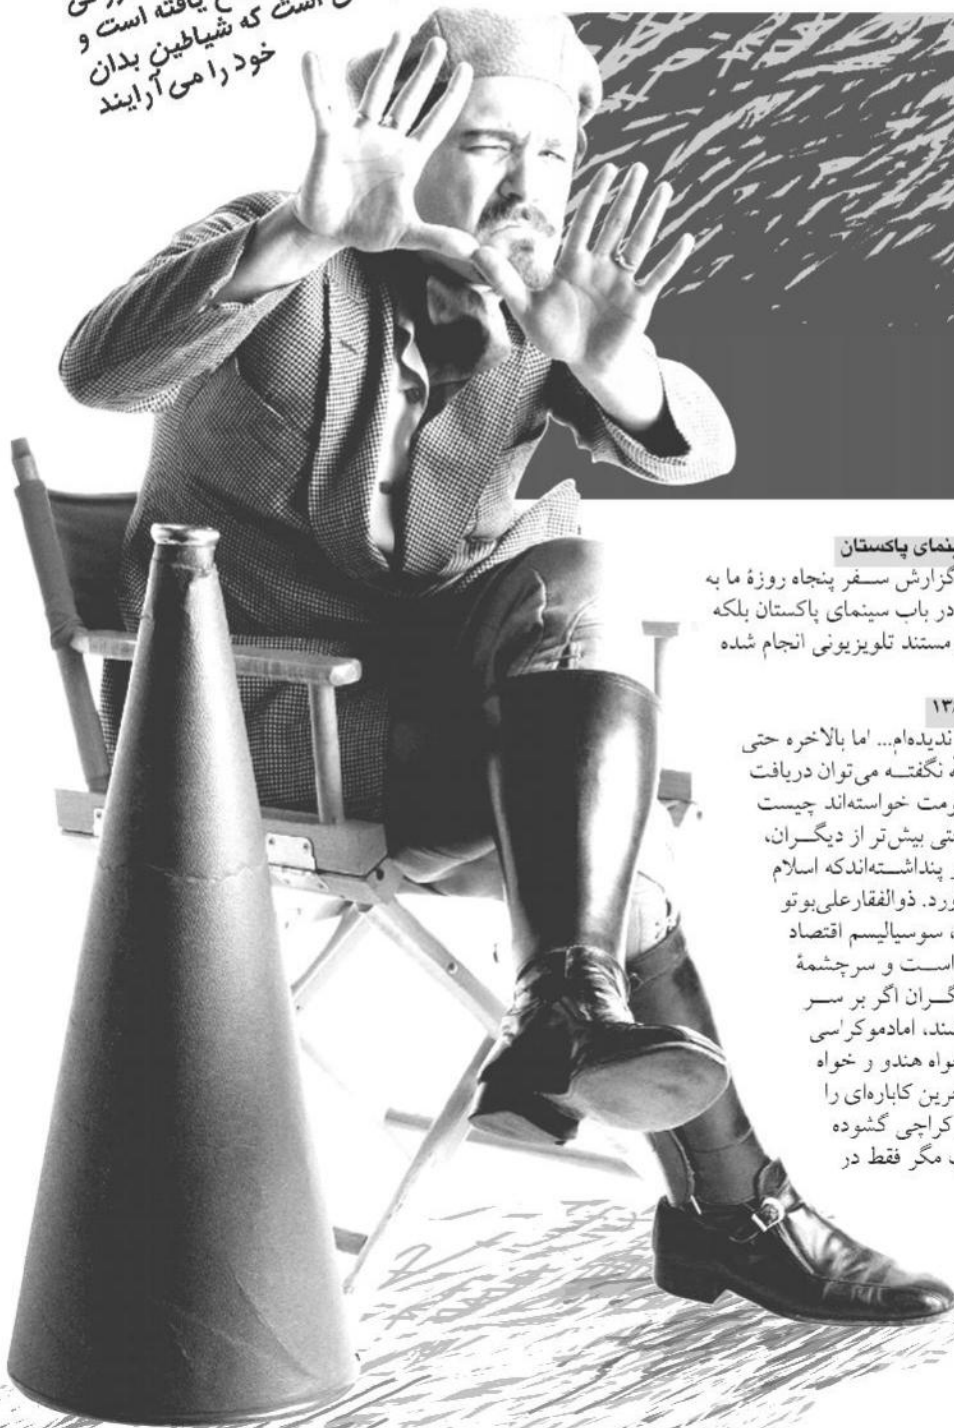 یافته است و
است که شیاطین بدان
خود را می‌آرایند
ینمای پاکستان
گزارش سفر پنجاه روزهٔ ما به
در باب سینمای پاکستان بلکه
مستند تلویزیونی انجام شده
ندیده‌ام... اما بالاخره حتی
نگفته می‌توان دریافت
ومت خواسته‌اند چیست
تی بیش‌تر از دیگران،
پنداشته‌اندکه اسلام
ورد. ذوالفقارعلی‌بوتو
، سوسیالیسم اقتصاد
است و سرچشمهٔ
گران اگر بر سر
سند، امادموکراسی
واه هندو و خواه
رین کاباره‌ای را
کراچی گشوده
مگر فقط در